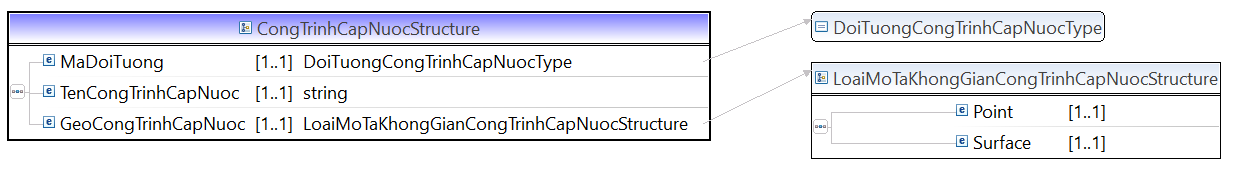 CongTrinhCapNuocStructure
MaDoiTuong [1..1] DoiTuongCongTrinhCapNuocType
TenCongTrinhCapNuoc [1..1] string
GeoCongTrinhCapNuoc [1..1] LoaiMoTaKhongGianCongTrinhCapNuocStructure
DoiTuongCongTrinhCapNuocType
LoaiMoTaKhongGianCongTrinhCapNuocStructure
Point [1..1]
Surface [1..1]